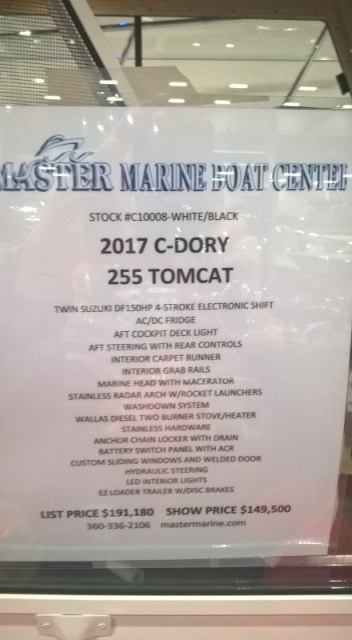 MASTER MARINE BOAT CENTER
STOCK #C10008-WHITE/BLACK
2017 C-DORY
255 TOMCAT
TWIN SUZUKI DF150HP 4-STROKE ELECTRONIC SHIFT
AC/DC FRIDGE
AFT COCKPIT DECK LIGHT
AFT STEERING WITH REAR CONTROLS
INTERIOR CARPET RUNNER
INTERIOR GRAB RAILS
MARINE HEAD WITH MACERATOR
STAINLESS RADAR ARCH W/ROCKET LAUNCHERS
WASHDOWN SYSTEM
WALLAS DIESEL TWO BURNER STOVE/HEATER
STAINLESS HARDWARE
ANCHOR CHAIN LOCKER WITH DRAIN
BATTERY SWITCH PANEL WITH ACR
CUSTOM SLIDING WINDOWS AND WELDED DOOR
HYDRAULIC STEERING
LED INTERIOR LIGHTS
EZ LOADER TRAILER W/DISC BRAKES
LIST PRICE $191,180 SHOW PRICE $149,500
360-336-2106 mastermarine.com